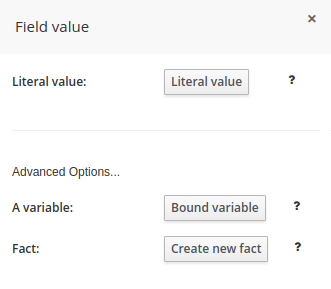 Field value ×
Literal value: Literal value ?
Advanced Options...
A variable: Bound variable ?
Fact: Create new fact ?